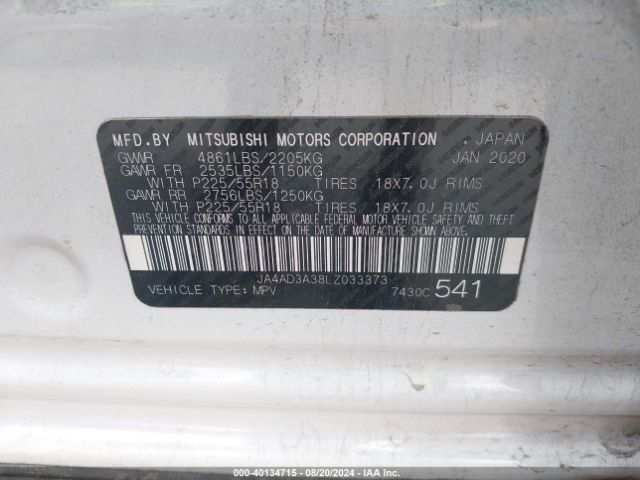 MFD.BY MITSUBISHI MOTORS CORPORATION . JAPAN
GVWR 4861LBS/2205KG JAN 2020
GAWR FR 2535LBS/1150KG
WITH P225/55R18 TIRES 18X7.0J RIMS
GAWR RR 2756LBS/1250KG
WITH P225/55R18 TIRES 18X7.0J RIMS
THIS VEHICLE CONFORMS TO ALL APPLICABLE FEDERAL MOTOR VEHICLE SAFETY AND THEFT
PREVENTION STANDARDS IN EFFECT ON THE DATE OF MANUFACTURE SHOWN ABOVE.
JA4AD3A38LZ033373
VEHICLE TYPE: MPV 7430C 541
000-40134715 — 08/20/2024 — IAAI.COM